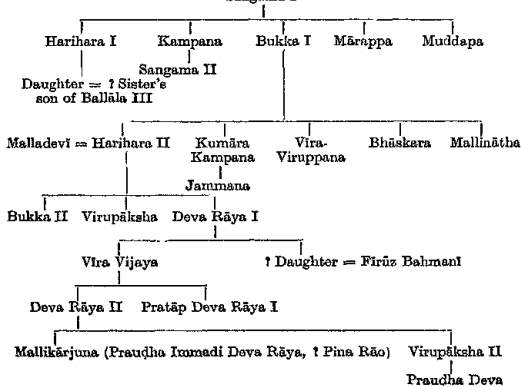 Harihara I Kampana Bukka I Mārappa Muddapa
Sangama II
Daughter = ? Sister's
son of Ballāla III
Malladevī = Harihara II Kumāra Vīra- Bhāskara Mallinātha
Kampana Viruppana
Jammana
Bukka II Virupāksha Deva Rāya I
Vīra Vijaya ? Daughter = Fīrūz Bahmanī
Deva Rāya II Pratāp Deva Rāya I
Mallikārjuna (Praudha Immadi Deva Rāya, ? Pina Rāo) Virupāksha II
Praudha Deva